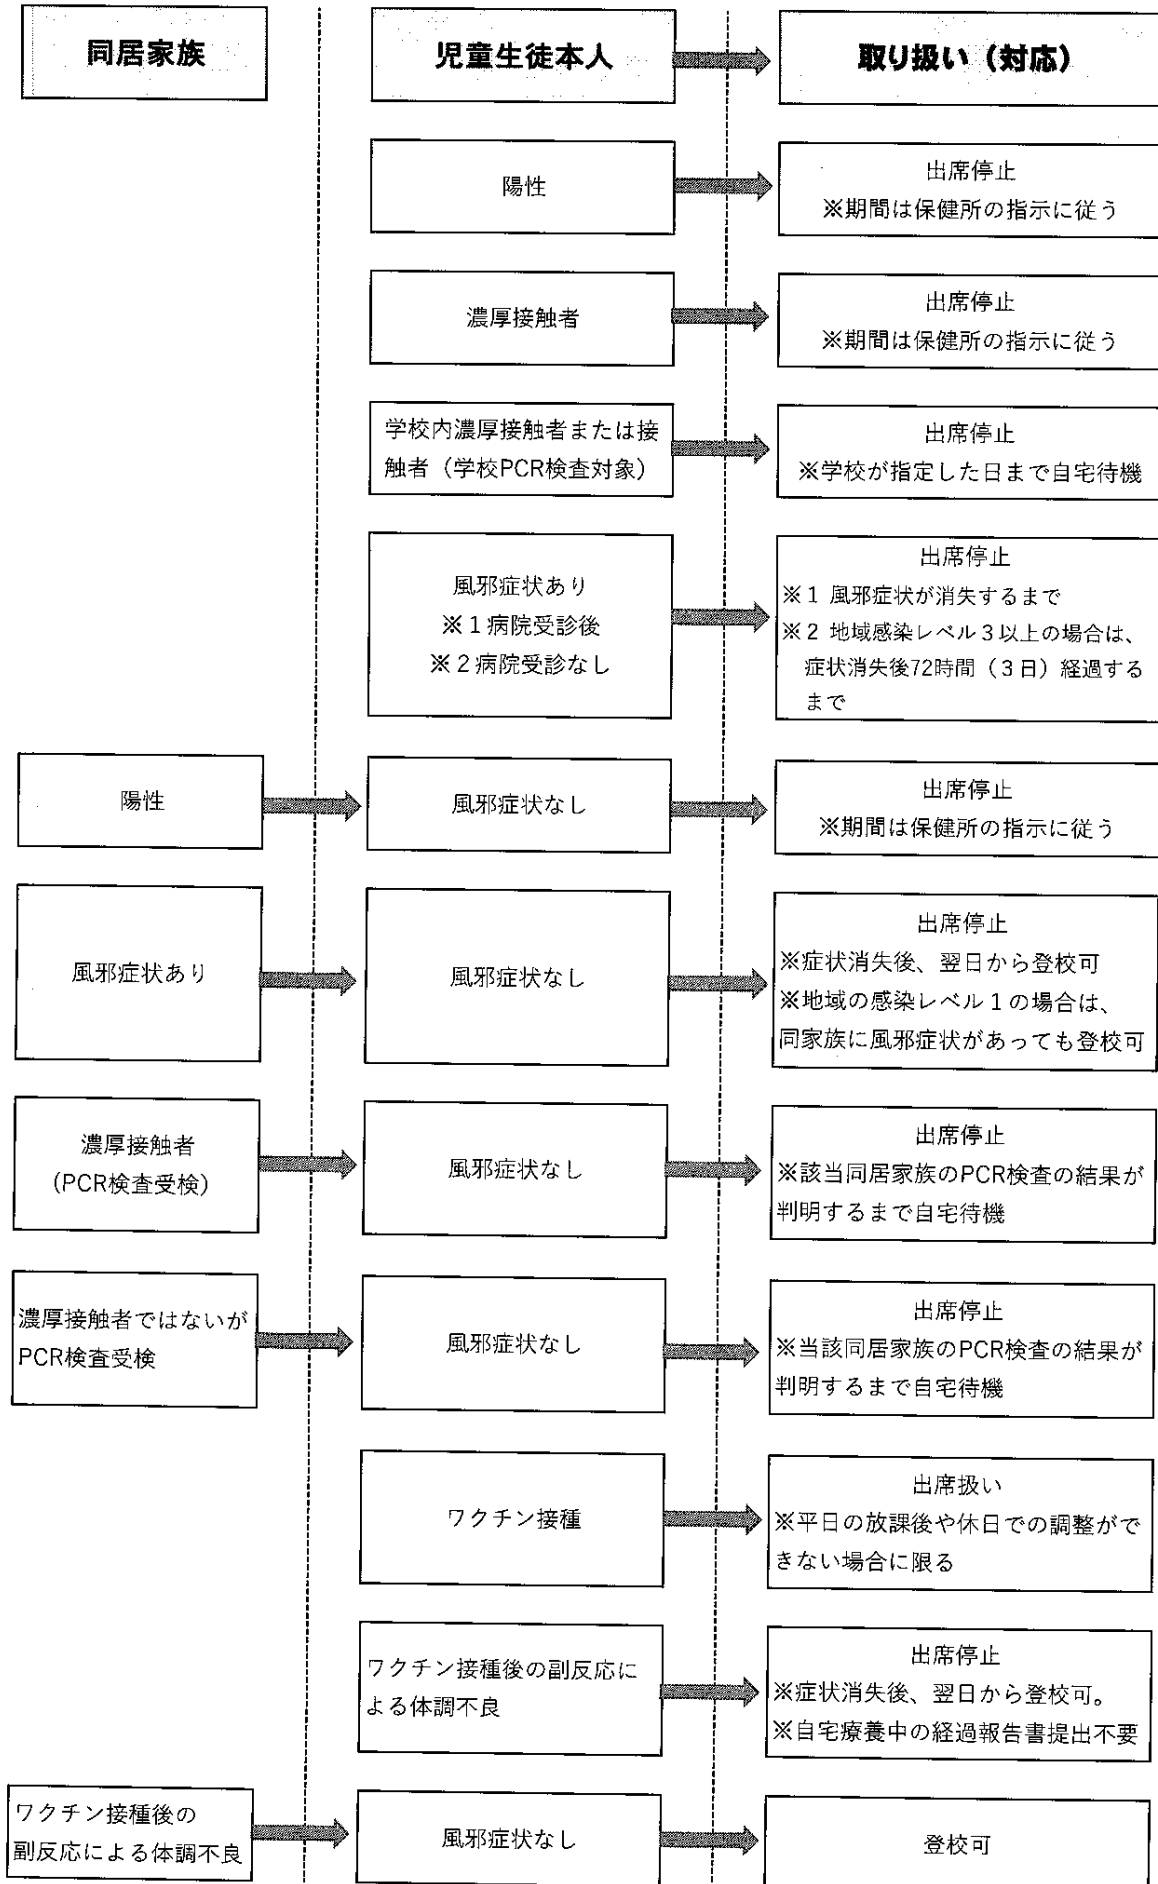 同居家族
児童生徒本人
取り扱い（対応）
陽性
出席停止
※期間は保健所の指示に従う
濃厚接触者
出席停止
※期間は保健所の指示に従う
学校内濃厚接触者または接
触者（学校PCR検査対象）
出席停止
※学校が指定した日まで自宅待機
風邪症状あり
※１病院受診後
※２病院受診なし
出席停止
※１ 風邪症状が消失するまで
※２ 地域感染レベル３以上の場合は、
症状消失後72時間（３日）経過する
まで
陽性
風邪症状なし
出席停止
※期間は保健所の指示に従う
風邪症状あり
風邪症状なし
出席停止
※症状消失後、翌日から登校可
※地域の感染レベル１の場合は、
同家族に風邪症状があっても登校可
濃厚接触者
（PCR検査受検）
風邪症状なし
出席停止
※該当同居家族のPCR検査の結果が
判明するまで自宅待機
濃厚接触者ではないが
PCR検査受検
風邪症状なし
出席停止
※当該同居家族のPCR検査の結果が
判明するまで自宅待機
ワクチン接種
出席扱い
※平日の放課後や休日での調整がで
きない場合に限る
ワクチン接種後の副反応に
よる体調不良
出席停止
※症状消失後、翌日から登校可。
※自宅療養中の経過報告書提出不要
ワクチン接種後の
副反応による体調不良
風邪症状なし
登校可